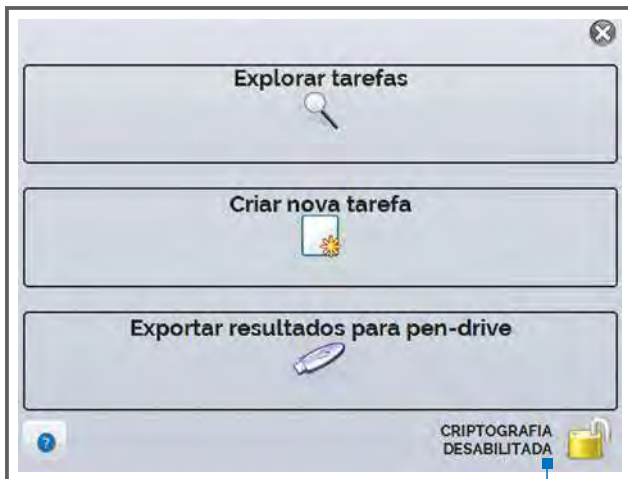 Explorar tarefas
Criar nova tarefa
Exportar resultados para pen-drive
?
CRIPTOGRAFIA
DESABILITADA